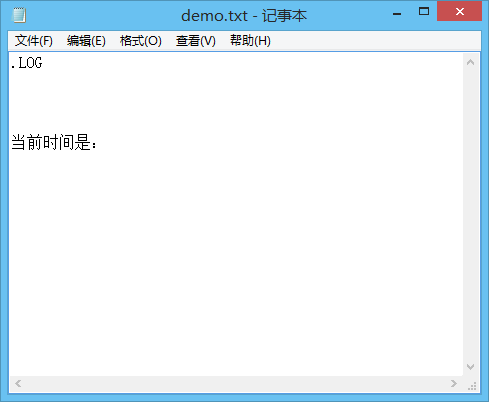 demo.txt - 记事本
文件(F) 编辑(E) 格式(O) 查看(V) 帮助(H)
.LOG
当前时间是：